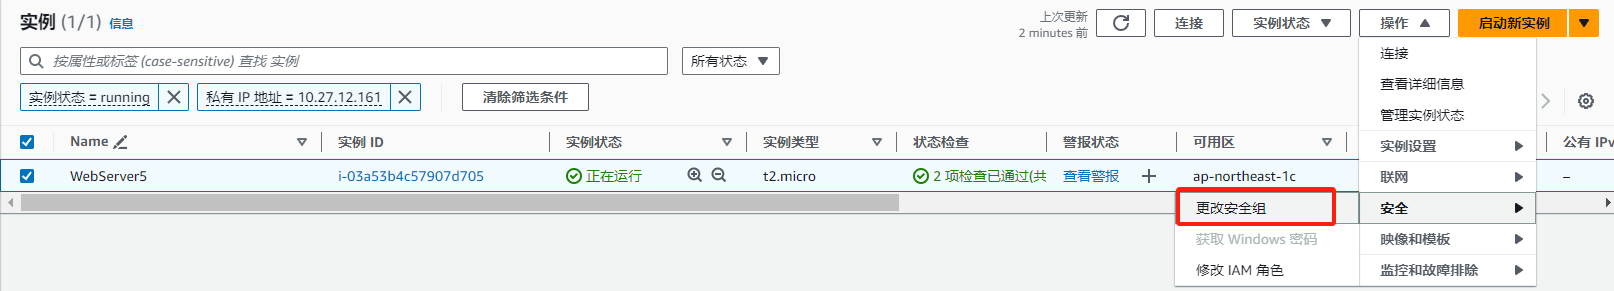 实例 (1/1) 信息
上次更新
2 minutes 前
连接
实例状态
操作
启动新实例
按属性或标签 (case-sensitive) 查找 实例
所有状态
实例状态 = running
私有 IP 地址 = 10.27.12.161
清除筛选条件
连接
查看详细信息
管理实例状态
实例设置
联网
安全
映像和模板
监控和故障排除
更改安全组
获取 Windows 密码
修改 IAM 角色
Name 实例 ID 实例状态 实例类型 状态检查 警报状态 可用区 公有 IPv
WebServer5 i-03a53b4c57907d705 正在运行 t2.micro 2 项检查已通过(共 查看警报 ap-northeast-1c –